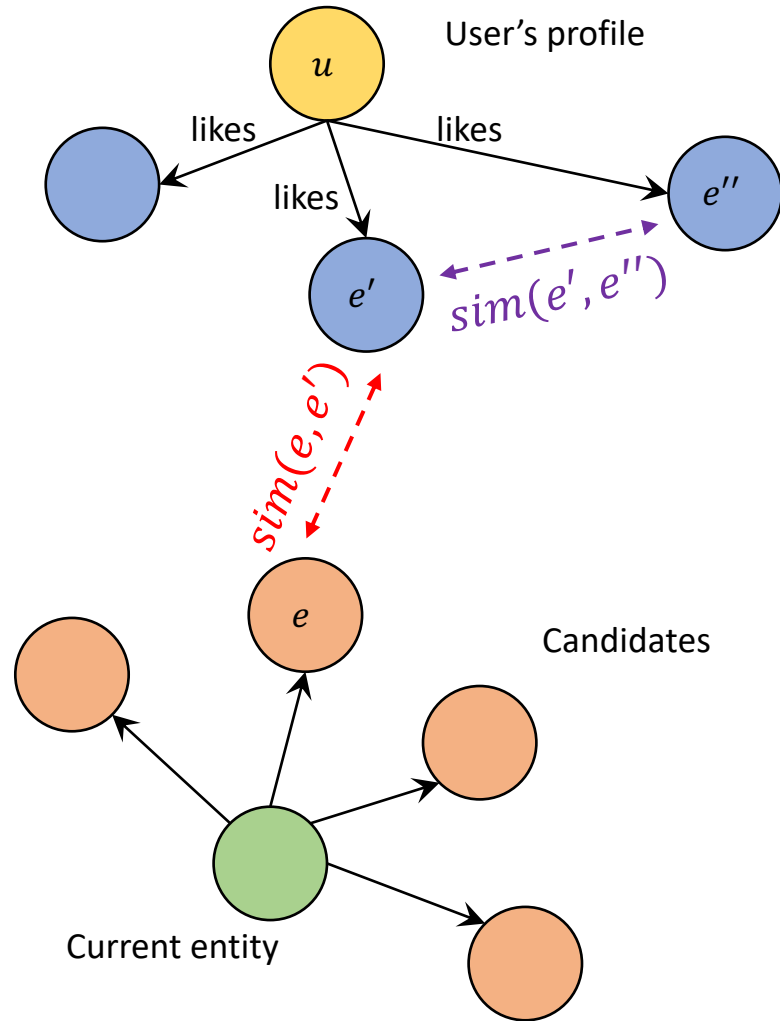 User’s profile
u
likes
likes
likes
e′
e′′
sim(e′, e′′)
sim(e, e′)
e
Candidates
Current entity